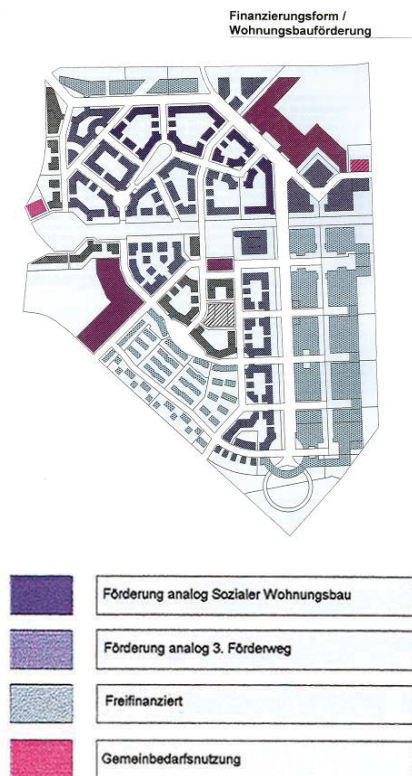 Finanzierungsform /
Wohnungsbauförderung
Förderung analog Sozialer Wohnungsbau
Förderung analog 3. Förderweg
Freifinanziert
Gemeinbedarfsnutzung